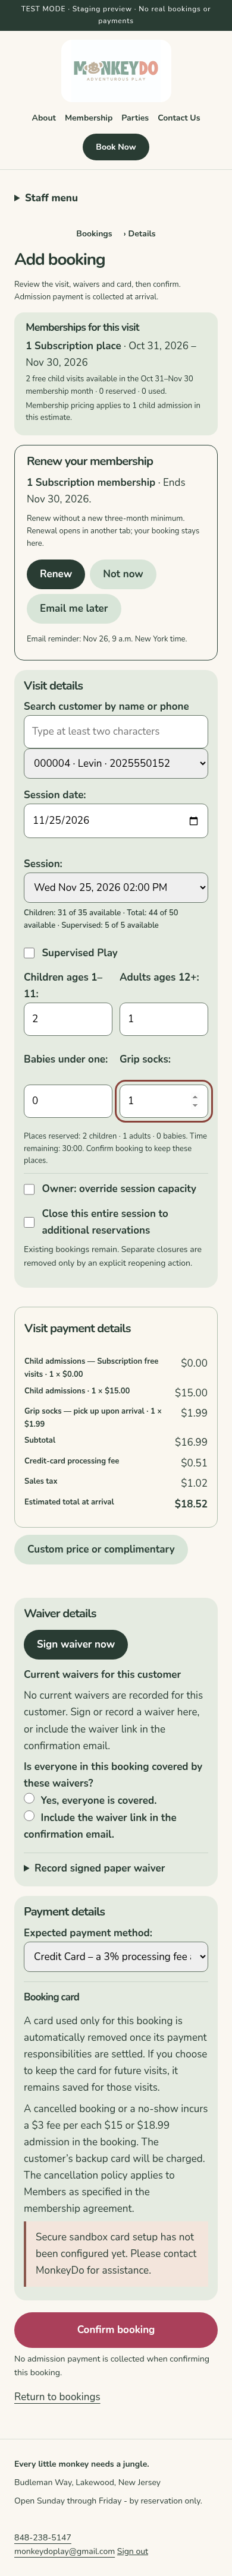 TEST MODE · Staging preview · No real bookings or
payments
MONKEYDO
ADVENTUROUS PLAY
About Membership Parties Contact Us
Book Now
Staff menu
Bookings › Details
Add booking
Review the visit, waivers and card, then confirm.
Admission payment is collected at arrival.
Memberships for this visit
1 Subscription place · Oct 31, 2026 –
Nov 30, 2026
2 free child visits available in the Oct 31–Nov 30
membership month · 0 reserved · 0 used.
Membership pricing applies to 1 child admission in
this estimate.
Renew your membership
1 Subscription membership · Ends
Nov 30, 2026.
Renew without a new three-month minimum.
Renewal opens in another tab; your booking stays
here.
Renew Not now
Email me later
Email reminder: Nov 26, 9 a.m. New York time.
Visit details
Search customer by name or phone
Type at least two characters
000004 · Levin · 2025550152
Session date:
11/25/2026
Session:
Wed Nov 25, 2026 02:00 PM
Children: 31 of 35 available · Total: 44 of 50
available · Supervised: 5 of 5 available
Supervised Play
Children ages 1–
11:
Adults ages 12+:
2
1
Babies under one:
Grip socks:
0
1
Places reserved: 2 children · 1 adults · 0 babies. Time
remaining: 30:00. Confirm booking to keep these
places.
Owner: override session capacity
Close this entire session to
additional reservations
Existing bookings remain. Separate closures are
removed only by an explicit reopening action.
Visit payment details
Child admissions — Subscription free
visits · 1 × $0.00
$0.00
Child admissions · 1 × $15.00
$15.00
Grip socks — pick up upon arrival · 1 ×
$1.99
$1.99
Subtotal
$16.99
Credit-card processing fee
$0.51
Sales tax
$1.02
Estimated total at arrival
$18.52
Custom price or complimentary
Waiver details
Sign waiver now
Current waivers for this customer
No current waivers are recorded for this
customer. Sign or record a waiver here,
or include the waiver link in the
confirmation email.
Is everyone in this booking covered by
these waivers?
Yes, everyone is covered.
Include the waiver link in the
confirmation email.
Record signed paper waiver
Payment details
Expected payment method:
Credit Card – a 3% processing fee
Booking card
A card used only for this booking is
automatically removed once its payment
responsibilities are settled. If you choose
to keep the card for future visits, it
remains saved for those visits.
A cancelled booking or a no-show incurs
a $3 fee per each $15 or $18.99
admission in the booking. The
customer's backup card will be charged.
The cancellation policy applies to
Members as specified in the
membership agreement.
Secure sandbox card setup has not
been configured yet. Please contact
MonkeyDo for assistance.
Confirm booking
No admission payment is collected when confirming
this booking.
Return to bookings
Every little monkey needs a jungle.
Budleman Way, Lakewood, New Jersey
Open Sunday through Friday - by reservation only.
848-238-5147
monkeydoplay@gmail.com Sign out